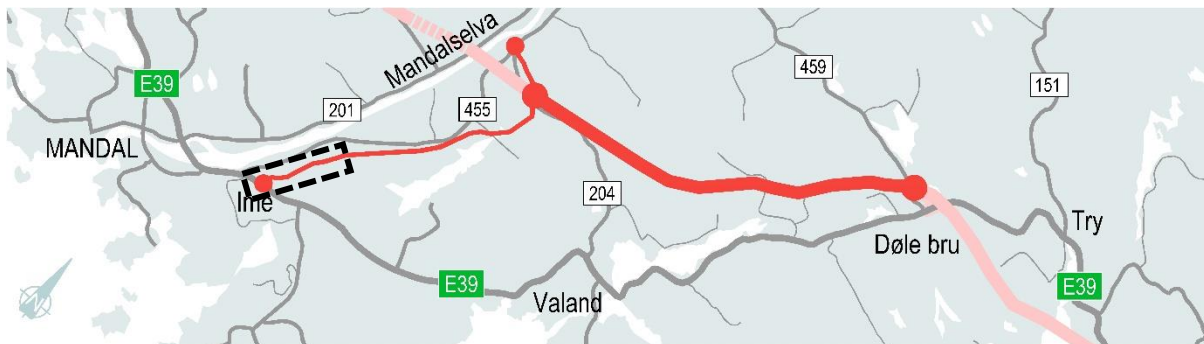 E39
Mandalselva
459
151
201
455
MANDAL
Ime
204
Try
Døle bru
E39
Valand
E39
N